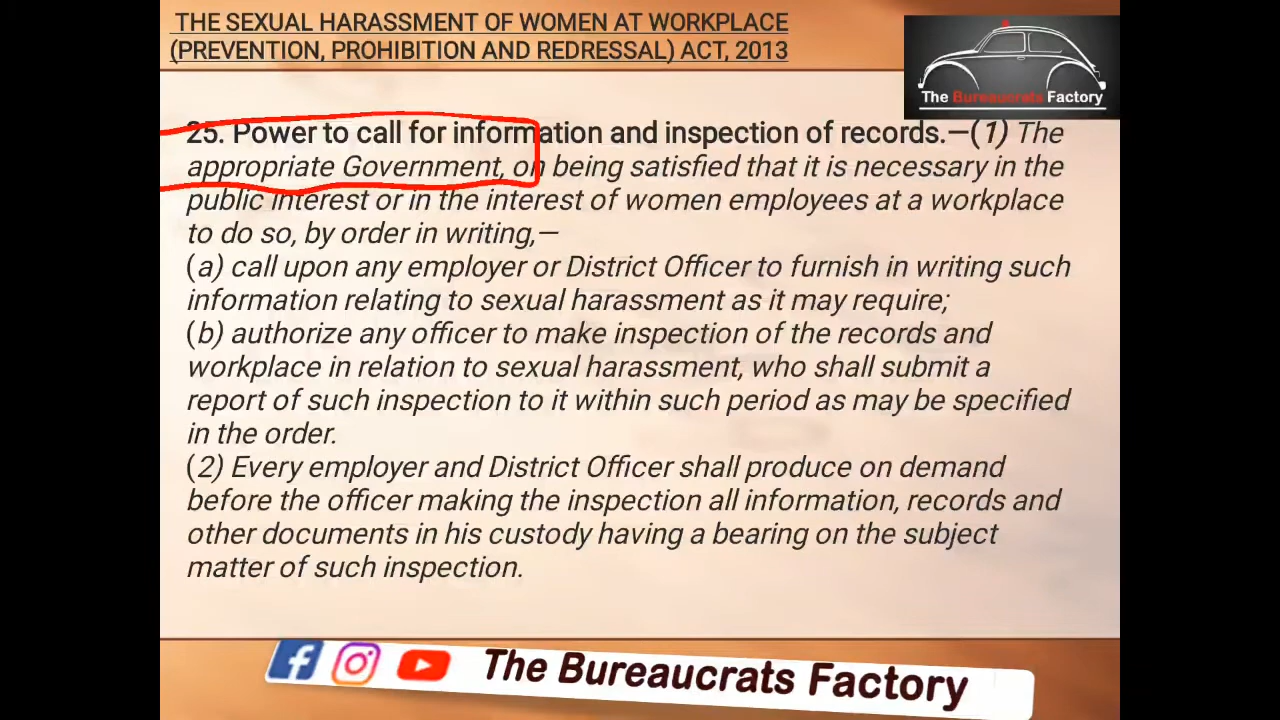 THE SEXUAL HARASSMENT OF WOMEN AT WORKPLACE
(PREVENTION, PROHIBITION AND REDRESSAL) ACT, 2013
The Bureaucrats Factory
25. Power to call for information and inspection of records.—(1) The
appropriate Government, on being satisfied that it is necessary in the
public interest or in the interest of women employees at a workplace
to do so, by order in writing,—
(a) call upon any employer or District Officer to furnish in writing such
information relating to sexual harassment as it may require;
(b) authorize any officer to make inspection of the records and
workplace in relation to sexual harassment, who shall submit a
report of such inspection to it within such period as may be specified
in the order.
(2) Every employer and District Officer shall produce on demand
before the officer making the inspection all information, records and
other documents in his custody having a bearing on the subject
matter of such inspection.
The Bureaucrats Factory